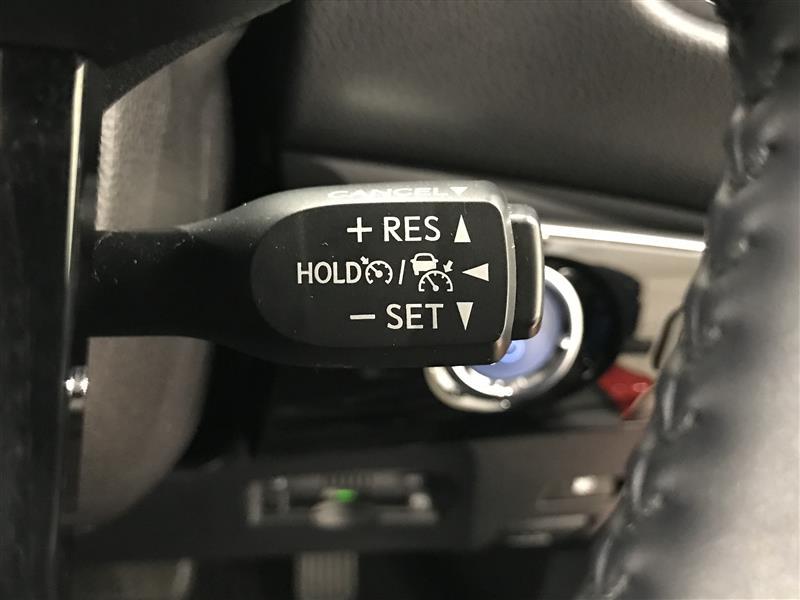 CANCEL▼
+ RES ▲
HOLD / ◀
− SET ▼